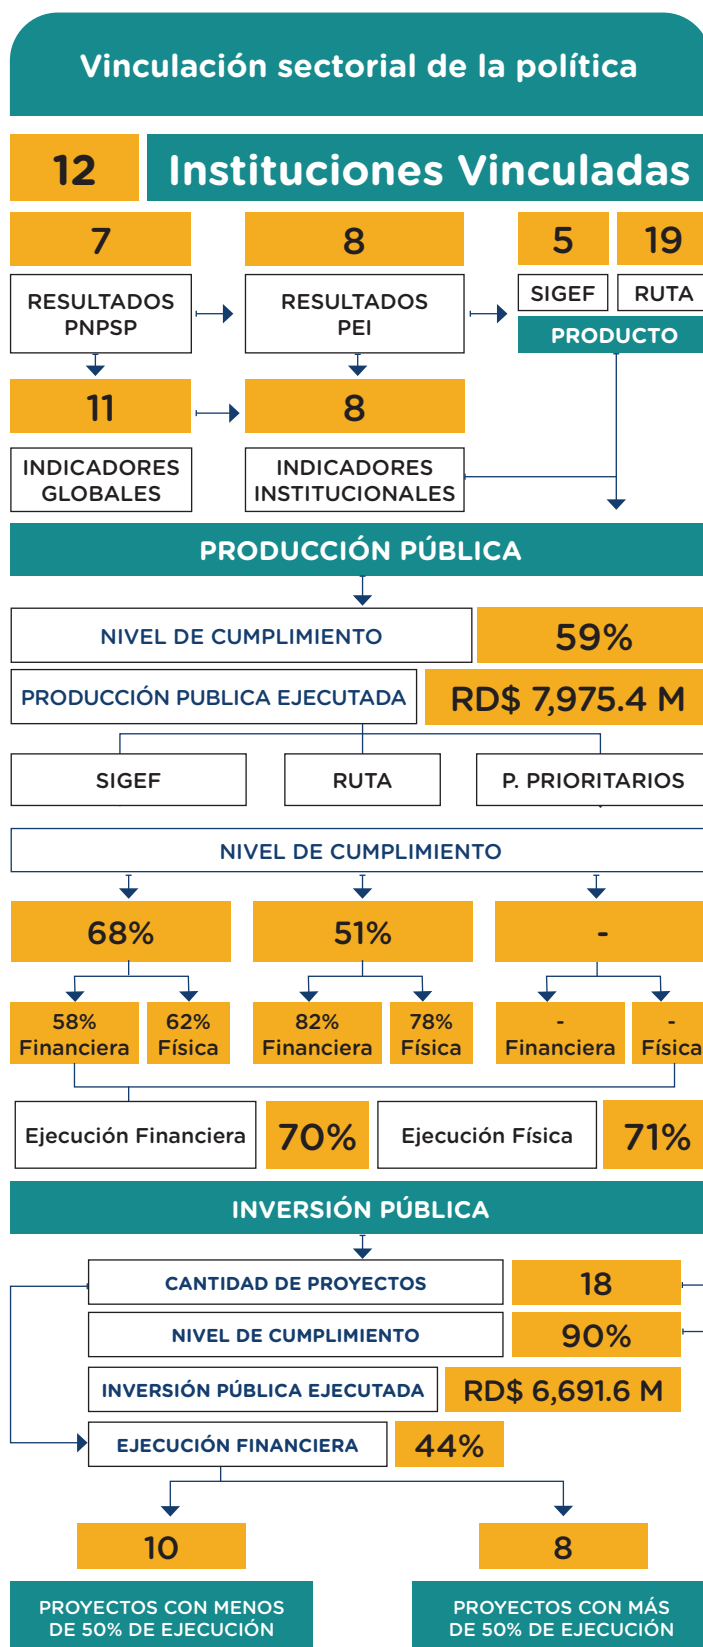 Vinculación sectorial de la política
12
Instituciones Vinculadas
7
8
5
19
RESULTADOS
PNPSP
RESULTADOS
PEI
SIGEF
RUTA
PRODUCTO
11
8
INDICADORES
GLOBALES
INDICADORES
INSTITUCIONALES
PRODUCCIÓN PÚBLICA
NIVEL DE CUMPLIMIENTO
59%
PRODUCCIÓN PUBLICA EJECUTADA
RD$ 7,975.4 M
SIGEF
RUTA
P. PRIORITARIOS
NIVEL DE CUMPLIMIENTO
68%
51%
-
58%
Financiera
62%
Física
82%
Financiera
78%
Física
-
Financiera
-
Física
Ejecución Financiera
70%
Ejecución Física
71%
INVERSIÓN PÚBLICA
CANTIDAD DE PROYECTOS
18
NIVEL DE CUMPLIMIENTO
90%
INVERSIÓN PÚBLICA EJECUTADA
RD$ 6,691.6 M
EJECUCIÓN FINANCIERA
44%
10
8
PROYECTOS CON MENOS
DE 50% DE EJECUCIÓN
PROYECTOS CON MÁS
DE 50% DE EJECUCIÓN